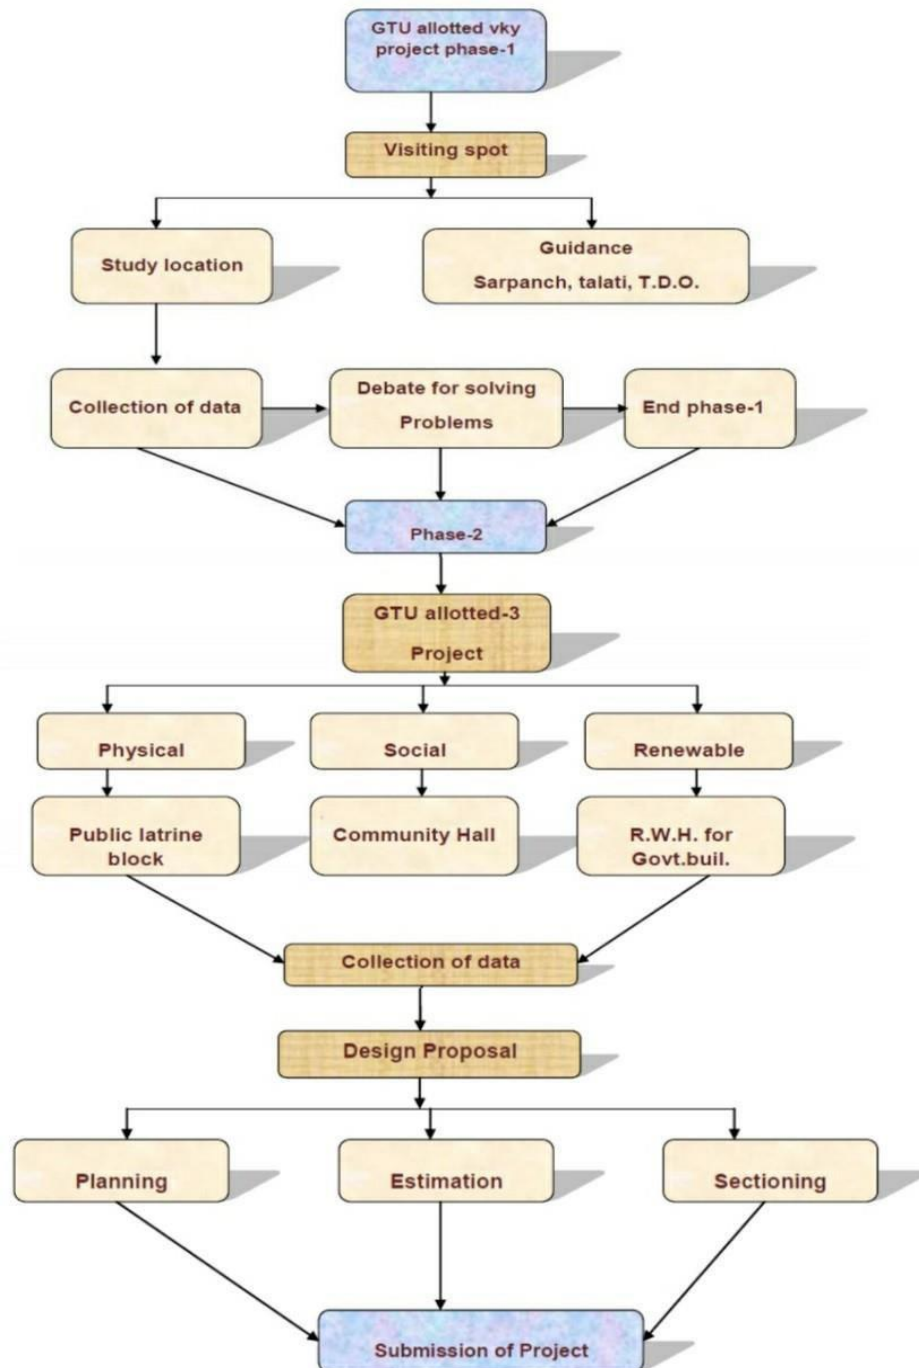 GTU allotted vky
project phase-1
Visiting spot
Study location
Guidance
Sarpanch, talati, T.D.O.
Collection of data
Debate for solving
Problems
End phase-1
Phase-2
GTU allotted-3
Project
Physical
Social
Renewable
Public latrine
block
Community Hall
R.W.H. for
Govt.buil.
Collection of data
Design Proposal
Planning
Estimation
Sectioning
Submission of Project